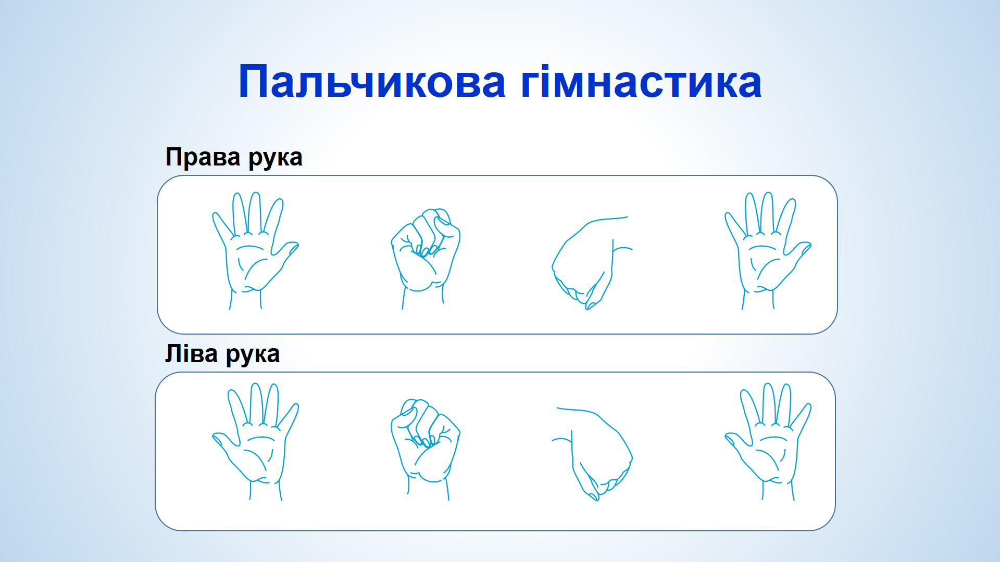 Пальчикова гімнастика
Права рука
Ліва рука